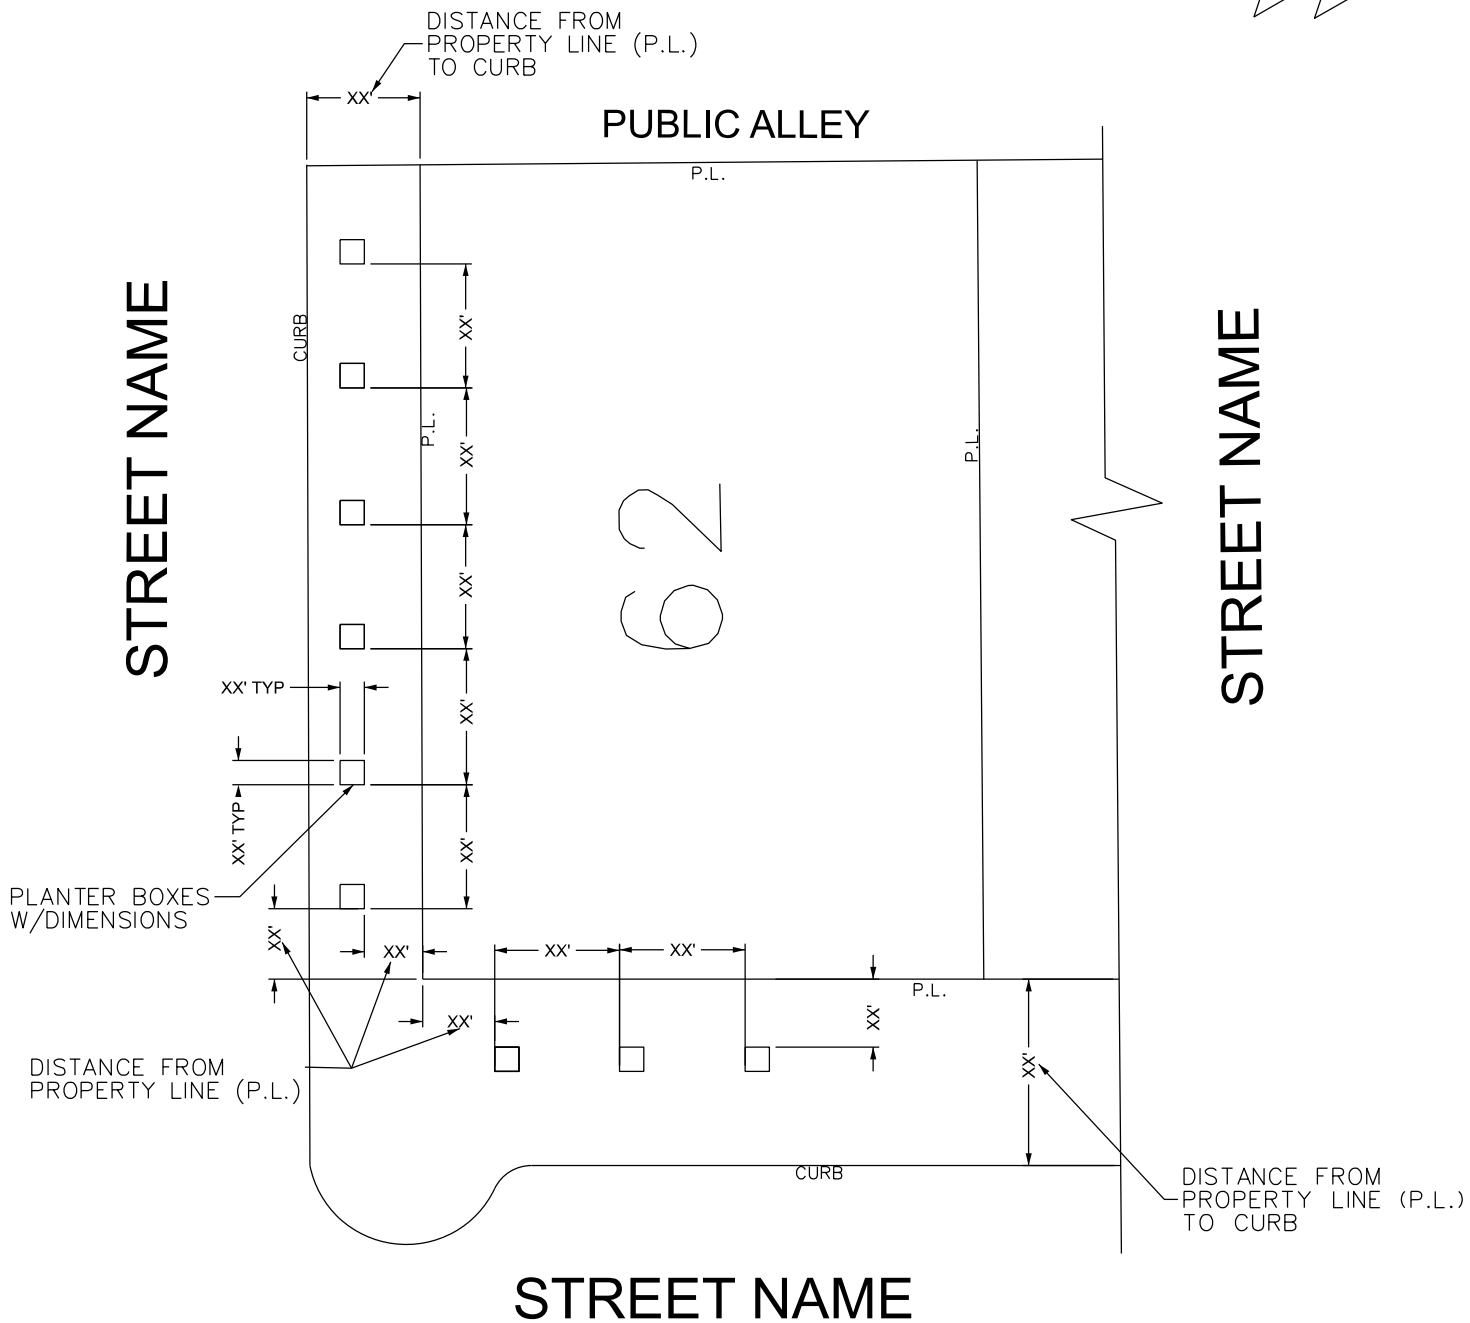 DISTANCE FROM
PROPERTY LINE (P.L.)
TO CURB
XX'
PUBLIC ALLEY
P.L.
STREET NAME
CURB
XX'
P.L.
XX'
P.L.
STREET NAME
62
XX'
XX' TYP
XX'
XX' TYP
XX'
PLANTER BOXES
W/DIMENSIONS
XX'
XX'
XX'
XX'
P.L.
XX'
XX'
DISTANCE FROM
PROPERTY LINE (P.L.)
XX'
CURB
DISTANCE FROM
PROPERTY LINE (P.L.)
TO CURB
STREET NAME